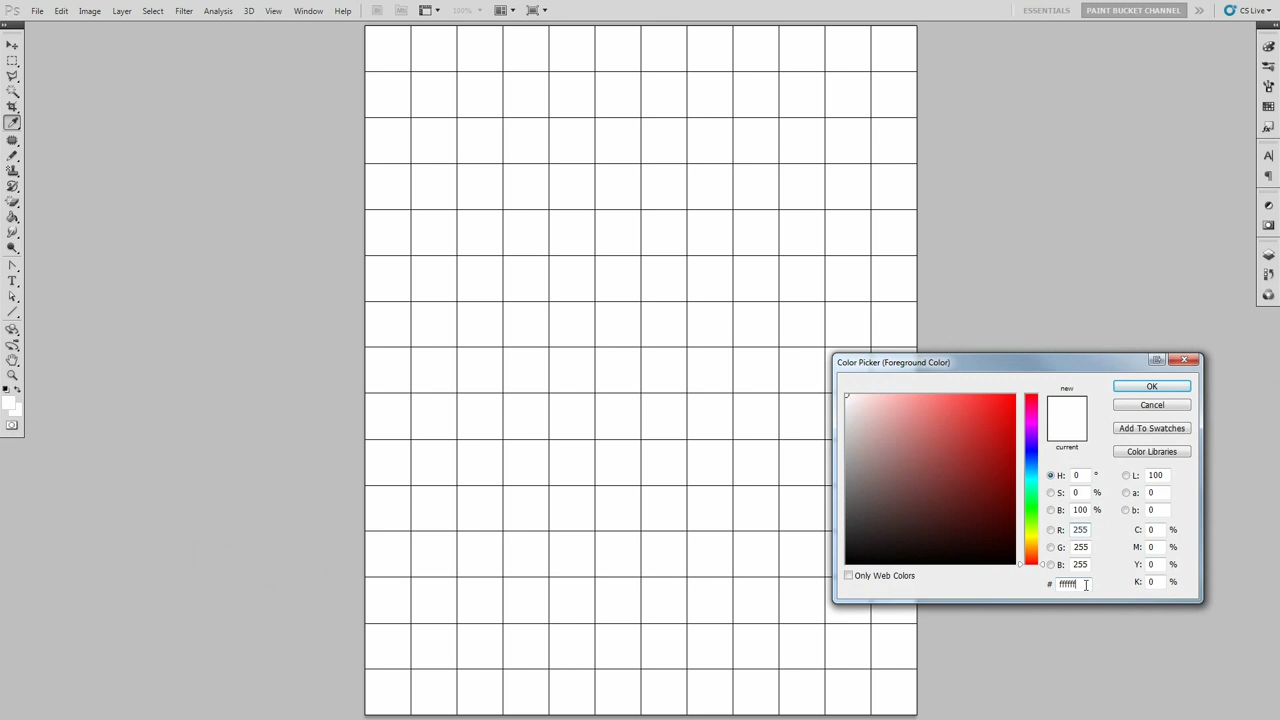 Ps File Edit Image Layer Select Filter Analysis 3D View Window Help 100% ESSENTIALS PAINT BUCKET CHANNEL CS Live
Color Picker (Foreground Color)
new
current
OK
Cancel
Add To Swatches
Color Libraries
H: 0 ° L: 100
S: 0 % a: 0
B: 100 % b: 0
R: 255 C: 0 %
G: 255 M: 0 %
B: 255 Y: 0 %
# ffffff K: 0 %
Only Web Colors